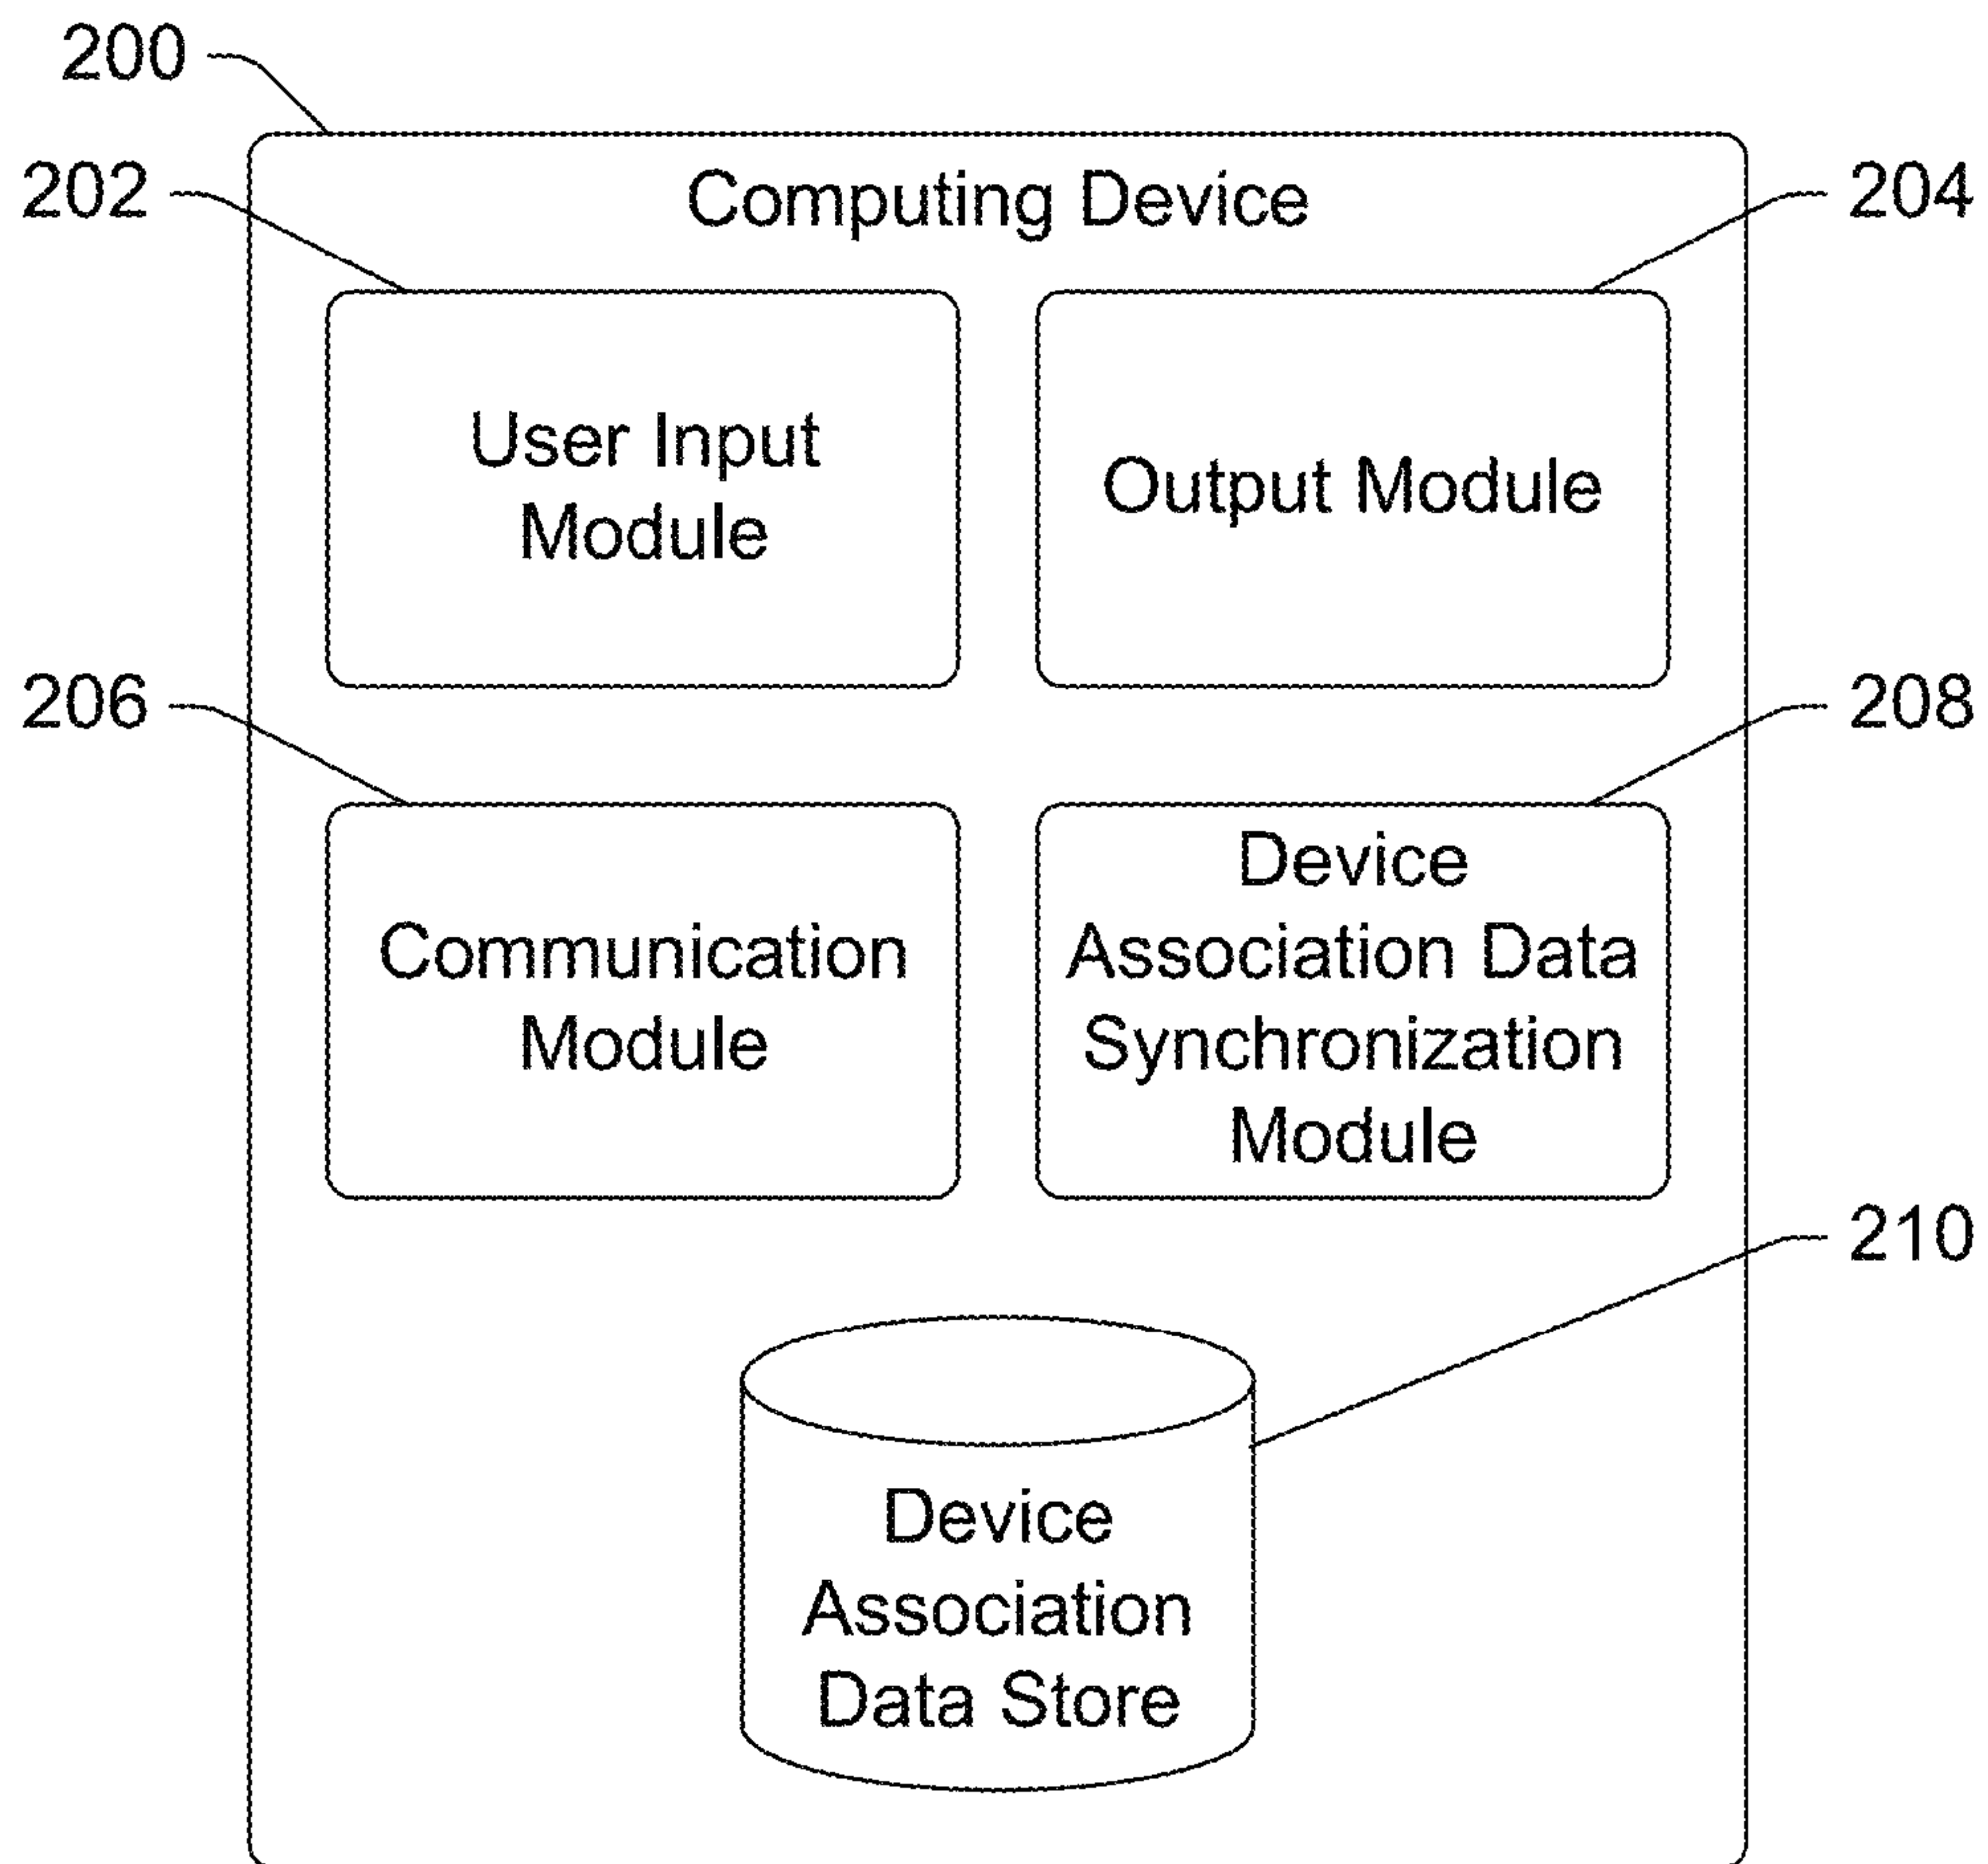 200
Computing Device
202
204
User Input
Module
Output Module
206
208
Communication
Module
Device
Association Data
Synchronization
Module
210
Device
Association
Data Store